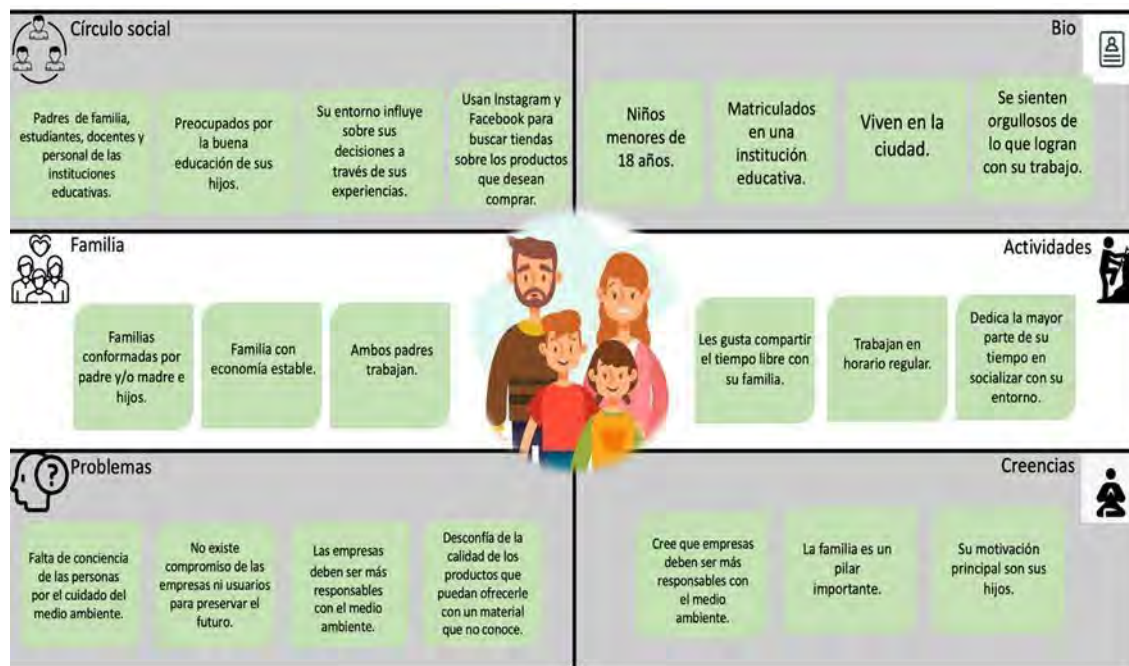 Círculo social
Padres de familia,
estudiantes, docentes y
personal de las
instituciones
educativas.
Preocupados por
la buena
educación de sus
hijos.
Su entorno influye
sobre sus
decisiones a
través de sus
experiencias.
Usan Instagram y
Facebook para
buscar tiendas
sobre los productos
que desean
comprar.
Bio
Niños
menores de
18 años.
Matriculados
en una
institución
educativa.
Viven en la
ciudad.
Se sienten
orgullosos de
lo que logran
con su trabajo.
Familia
Familias
conformadas por
padre y/o madre e
hijos.
Familia con
economía estable.
Ambos padres
trabajan.
Actividades
Les gusta compartir
el tiempo libre con
su familia.
Trabajan en
horario regular.
Dedica la mayor
parte de su
tiempo en
socializar con su
entorno.
Problemas
Falta de conciencia
de las personas
por el cuidado del
medio ambiente.
No existe
compromiso de las
empresas ni usuarios
para preservar el
futuro.
Las empresas
deben ser más
responsables
con el medio
ambiente.
Desconfía de la
calidad de los
productos que
puedan ofrecerle
con un material
que no conoce.
Creencias
Cree que empresas
deben ser más
responsables con
el medio
ambiente.
La familia es un
pilar
importante.
Su motivación
principal son sus
hijos.